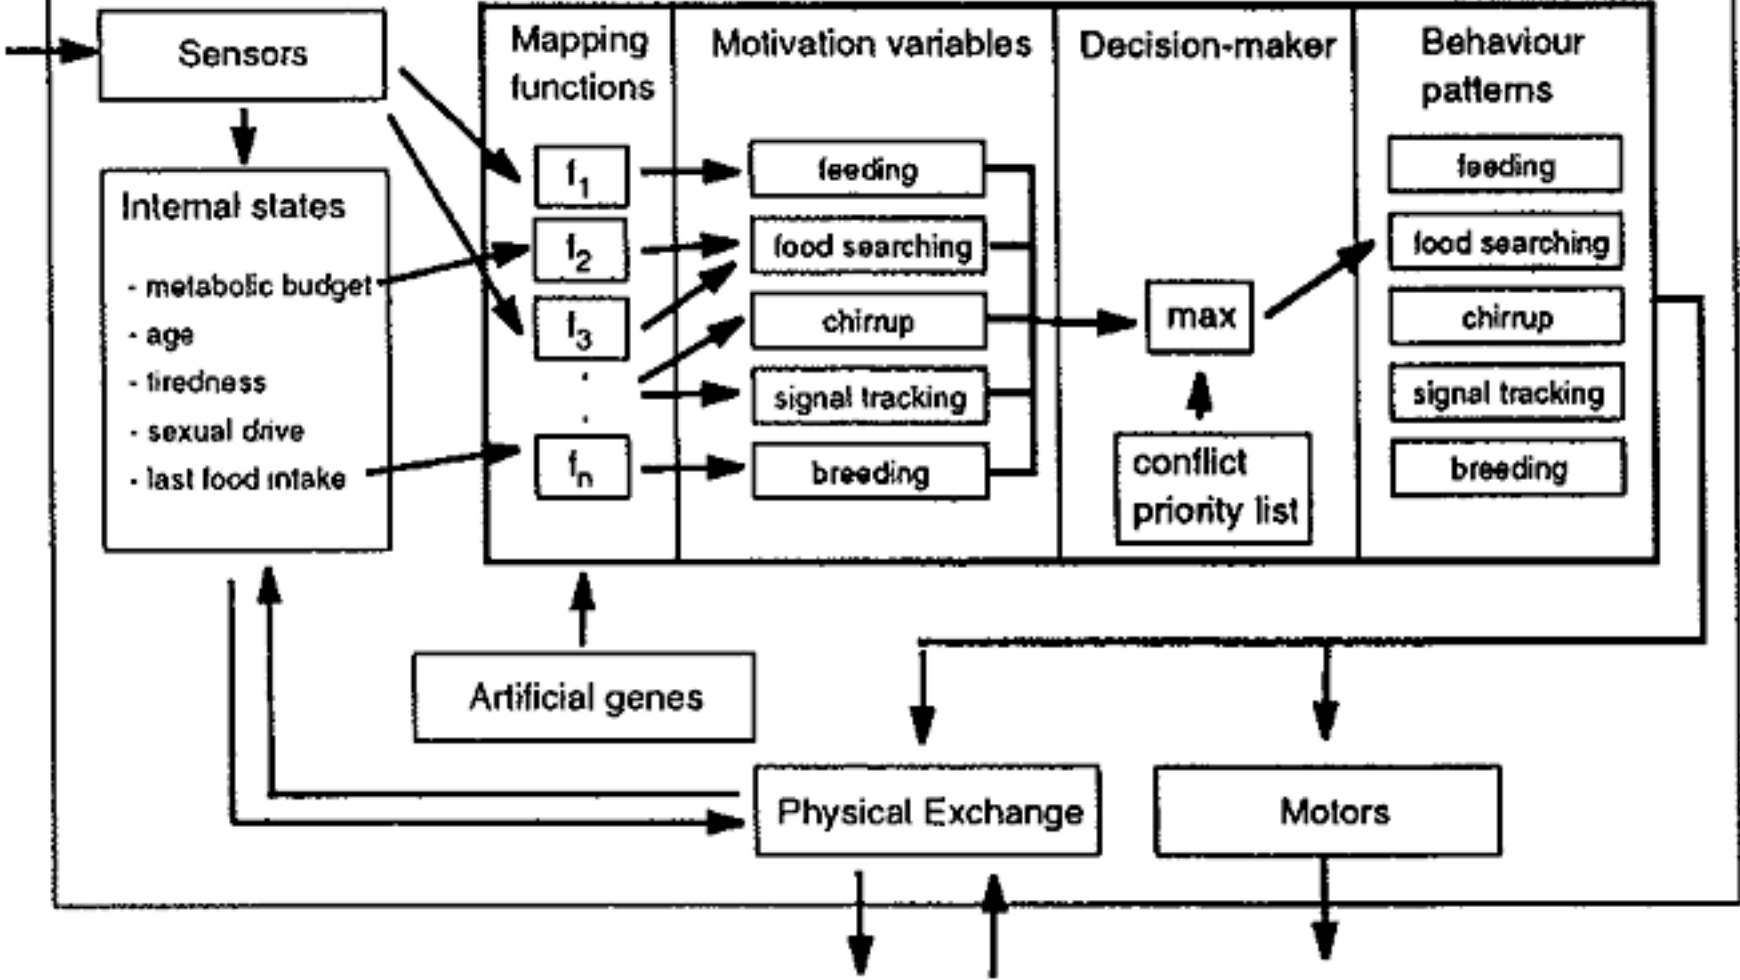 Sensors
Internal states
- metabolic budget
- age
- tiredness
- sexual drive
- last food intake
Mapping
functions
f1
f2
f3
.
.
fn
Motivation variables
feeding
food searching
chirrup
signal tracking
breeding
Decision-maker
max
conflict
priority list
Behaviour
patterns
feeding
food searching
chirrup
signal tracking
breeding
Artificial genes
Physical Exchange
Motors